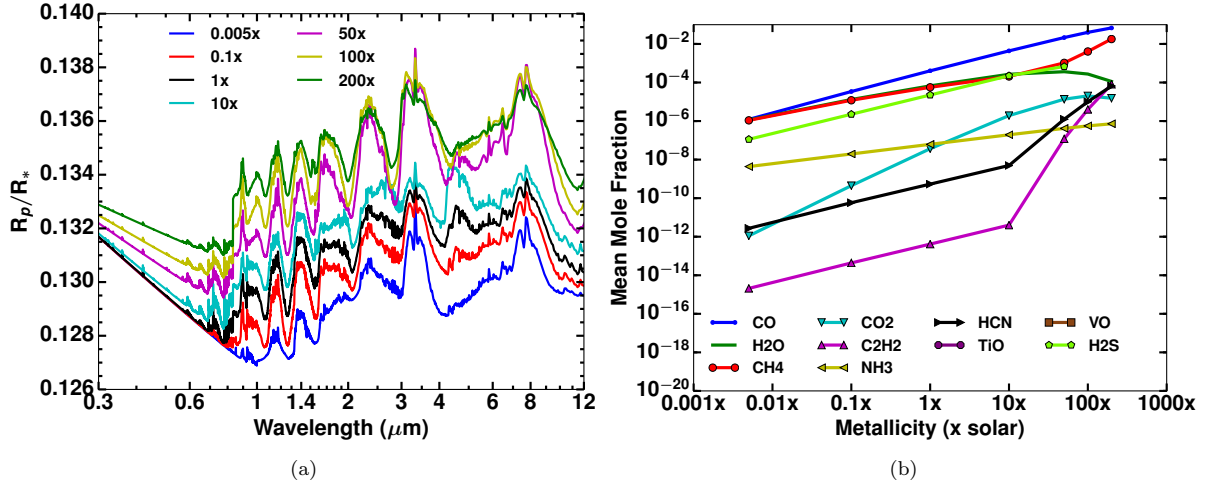 0.140
0.138
0.136
0.134
0.132
0.130
0.128
0.126
R_p/R_*
0.005x
0.1x
1x
10x
50x
100x
200x
0.3 0.6 1 1.4 2 3 4 6 8 12
Wavelength (μm)
(a)
10^-2
10^-4
10^-6
10^-8
10^-10
10^-12
10^-14
10^-16
10^-18
10^-20
Mean Mole Fraction
CO
H2O
CH4
CO2
C2H2
NH3
HCN
TiO
VO
H2S
0.001x 0.01x 0.1x 1x 10x 100x 1000x
Metallicity (x solar)
(b)